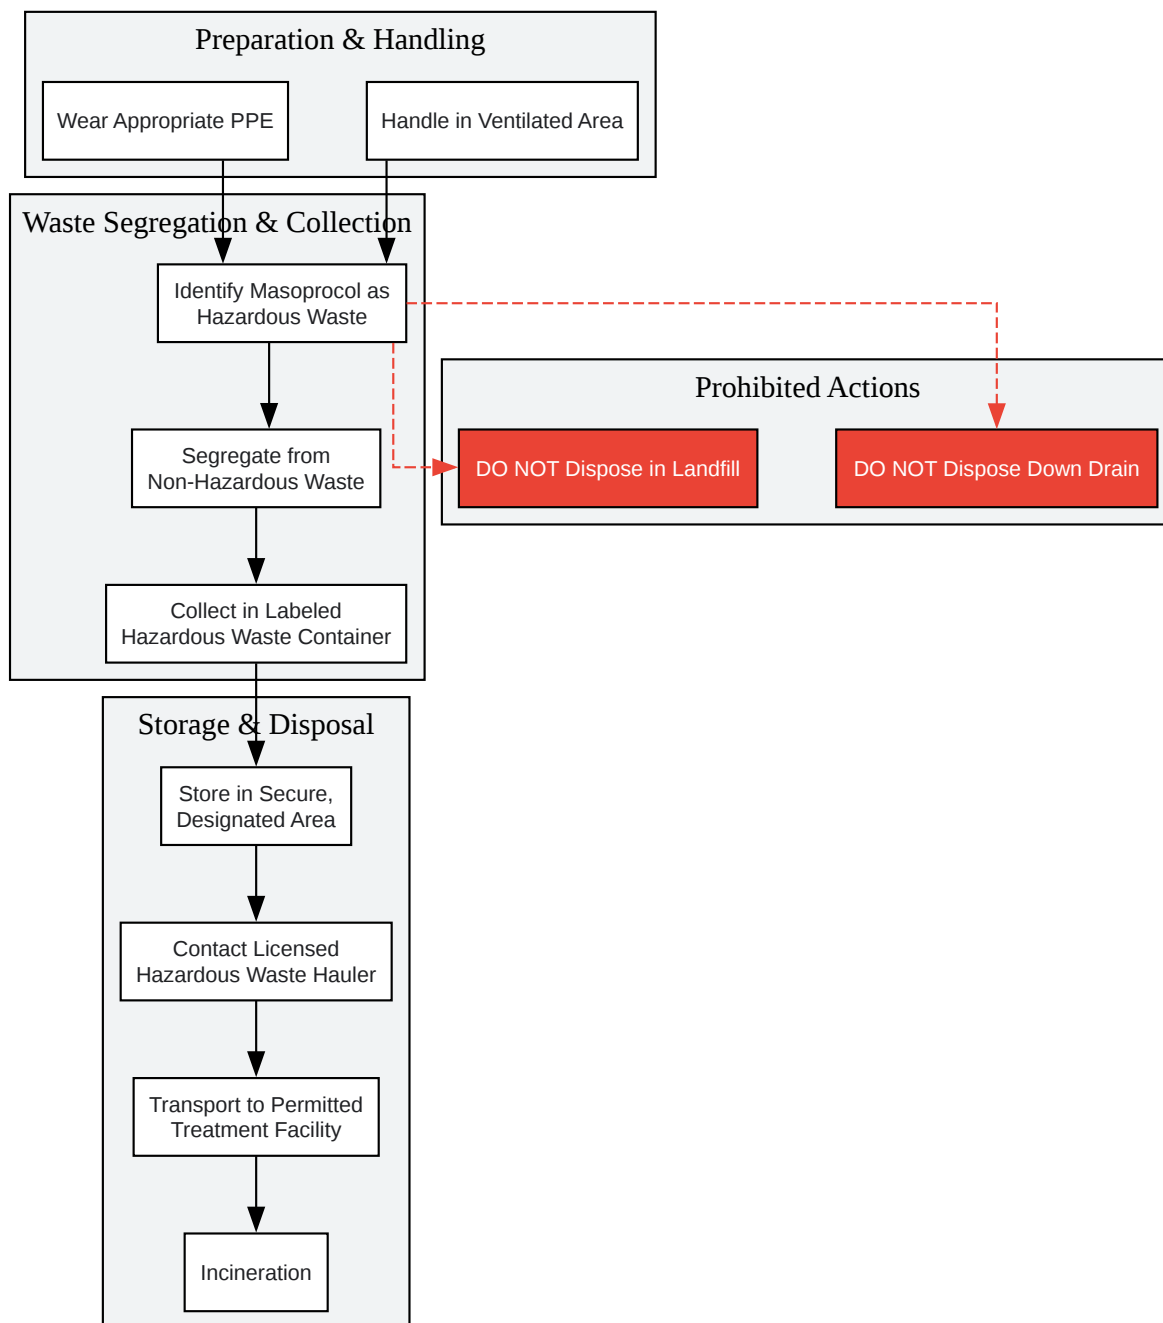 Preparation & Handling
Wear Appropriate PPE
Handle in Ventilated Area
Waste Segregation & Collection
Identify Masoprocol as
Hazardous Waste
Prohibited Actions
Segregate from
Non-Hazardous Waste
DO NOT Dispose in Landfill
DO NOT Dispose Down Drain
Collect in Labeled
Hazardous Waste Container
Storage & Disposal
Store in Secure,
Designated Area
Contact Licensed
Hazardous Waste Hauler
Transport to Permitted
Treatment Facility
Incineration